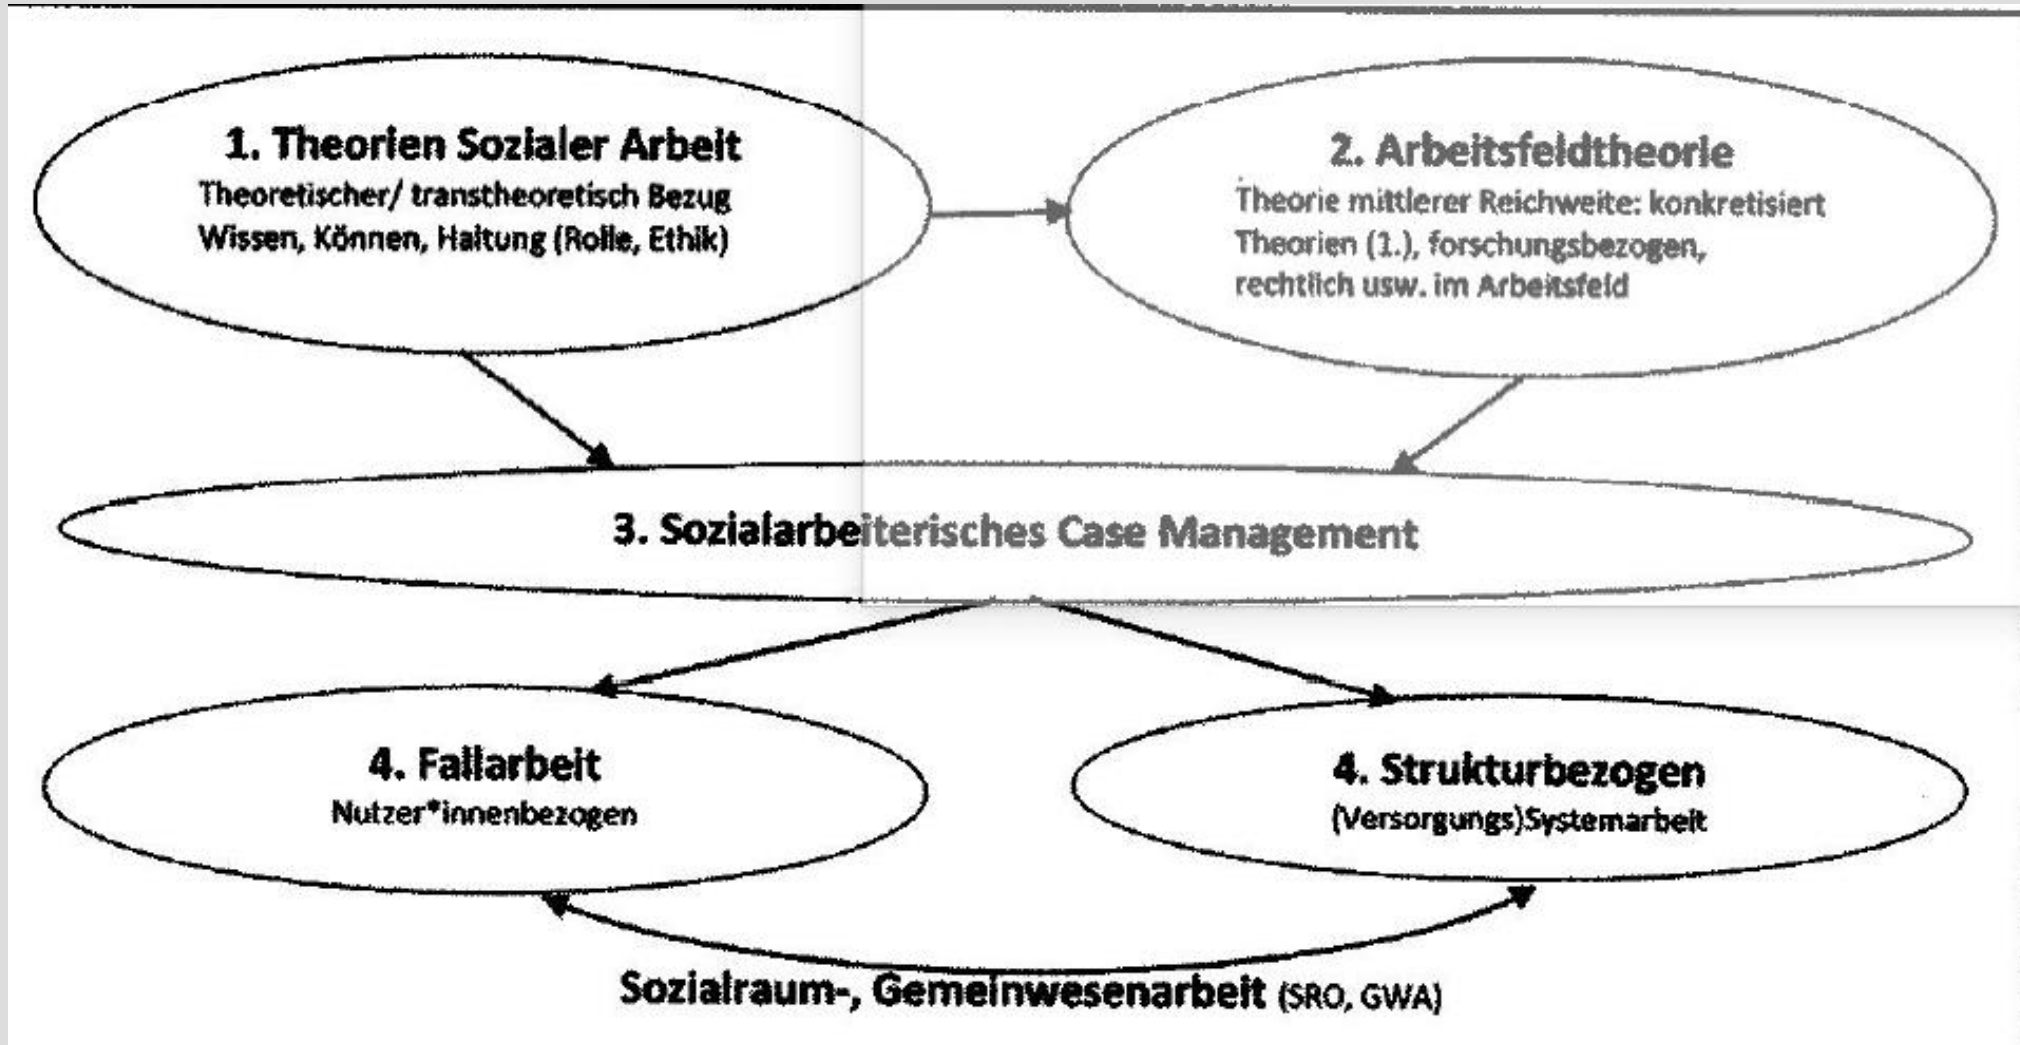 1. Theorien Sozialer Arbeit
Theoretischer/ transtheoretisch Bezug
Wissen, Können, Haltung (Rolle, Ethik)
2. Arbeitsfeldtheorie
Theorie mittlerer Reichweite: konkretisiert
Theorien (1.), forschungsbezogen,
rechtlich usw. im Arbeitsfeld
3. Sozialarbeiterisches Case Management
4. Fallarbeit
Nutzer*innenbezogen
4. Strukturbezogen
(Versorgungs)Systemarbeit
Sozialraum-, Gemeinwesenarbeit (SRO, GWA)